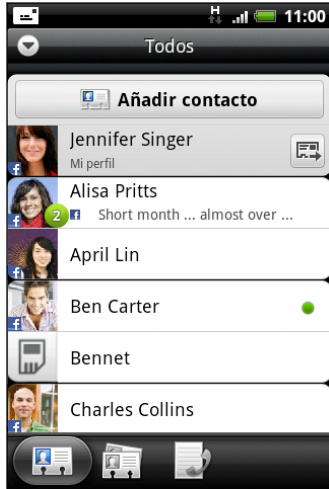 H 11:00
Todos
Añadir contacto
Jennifer Singer
Mi perfil
Alisa Pritts
2 f Short month ... almost over ...
f
April Lin
f
Ben Carter
f
Bennet
Charles Collins
f